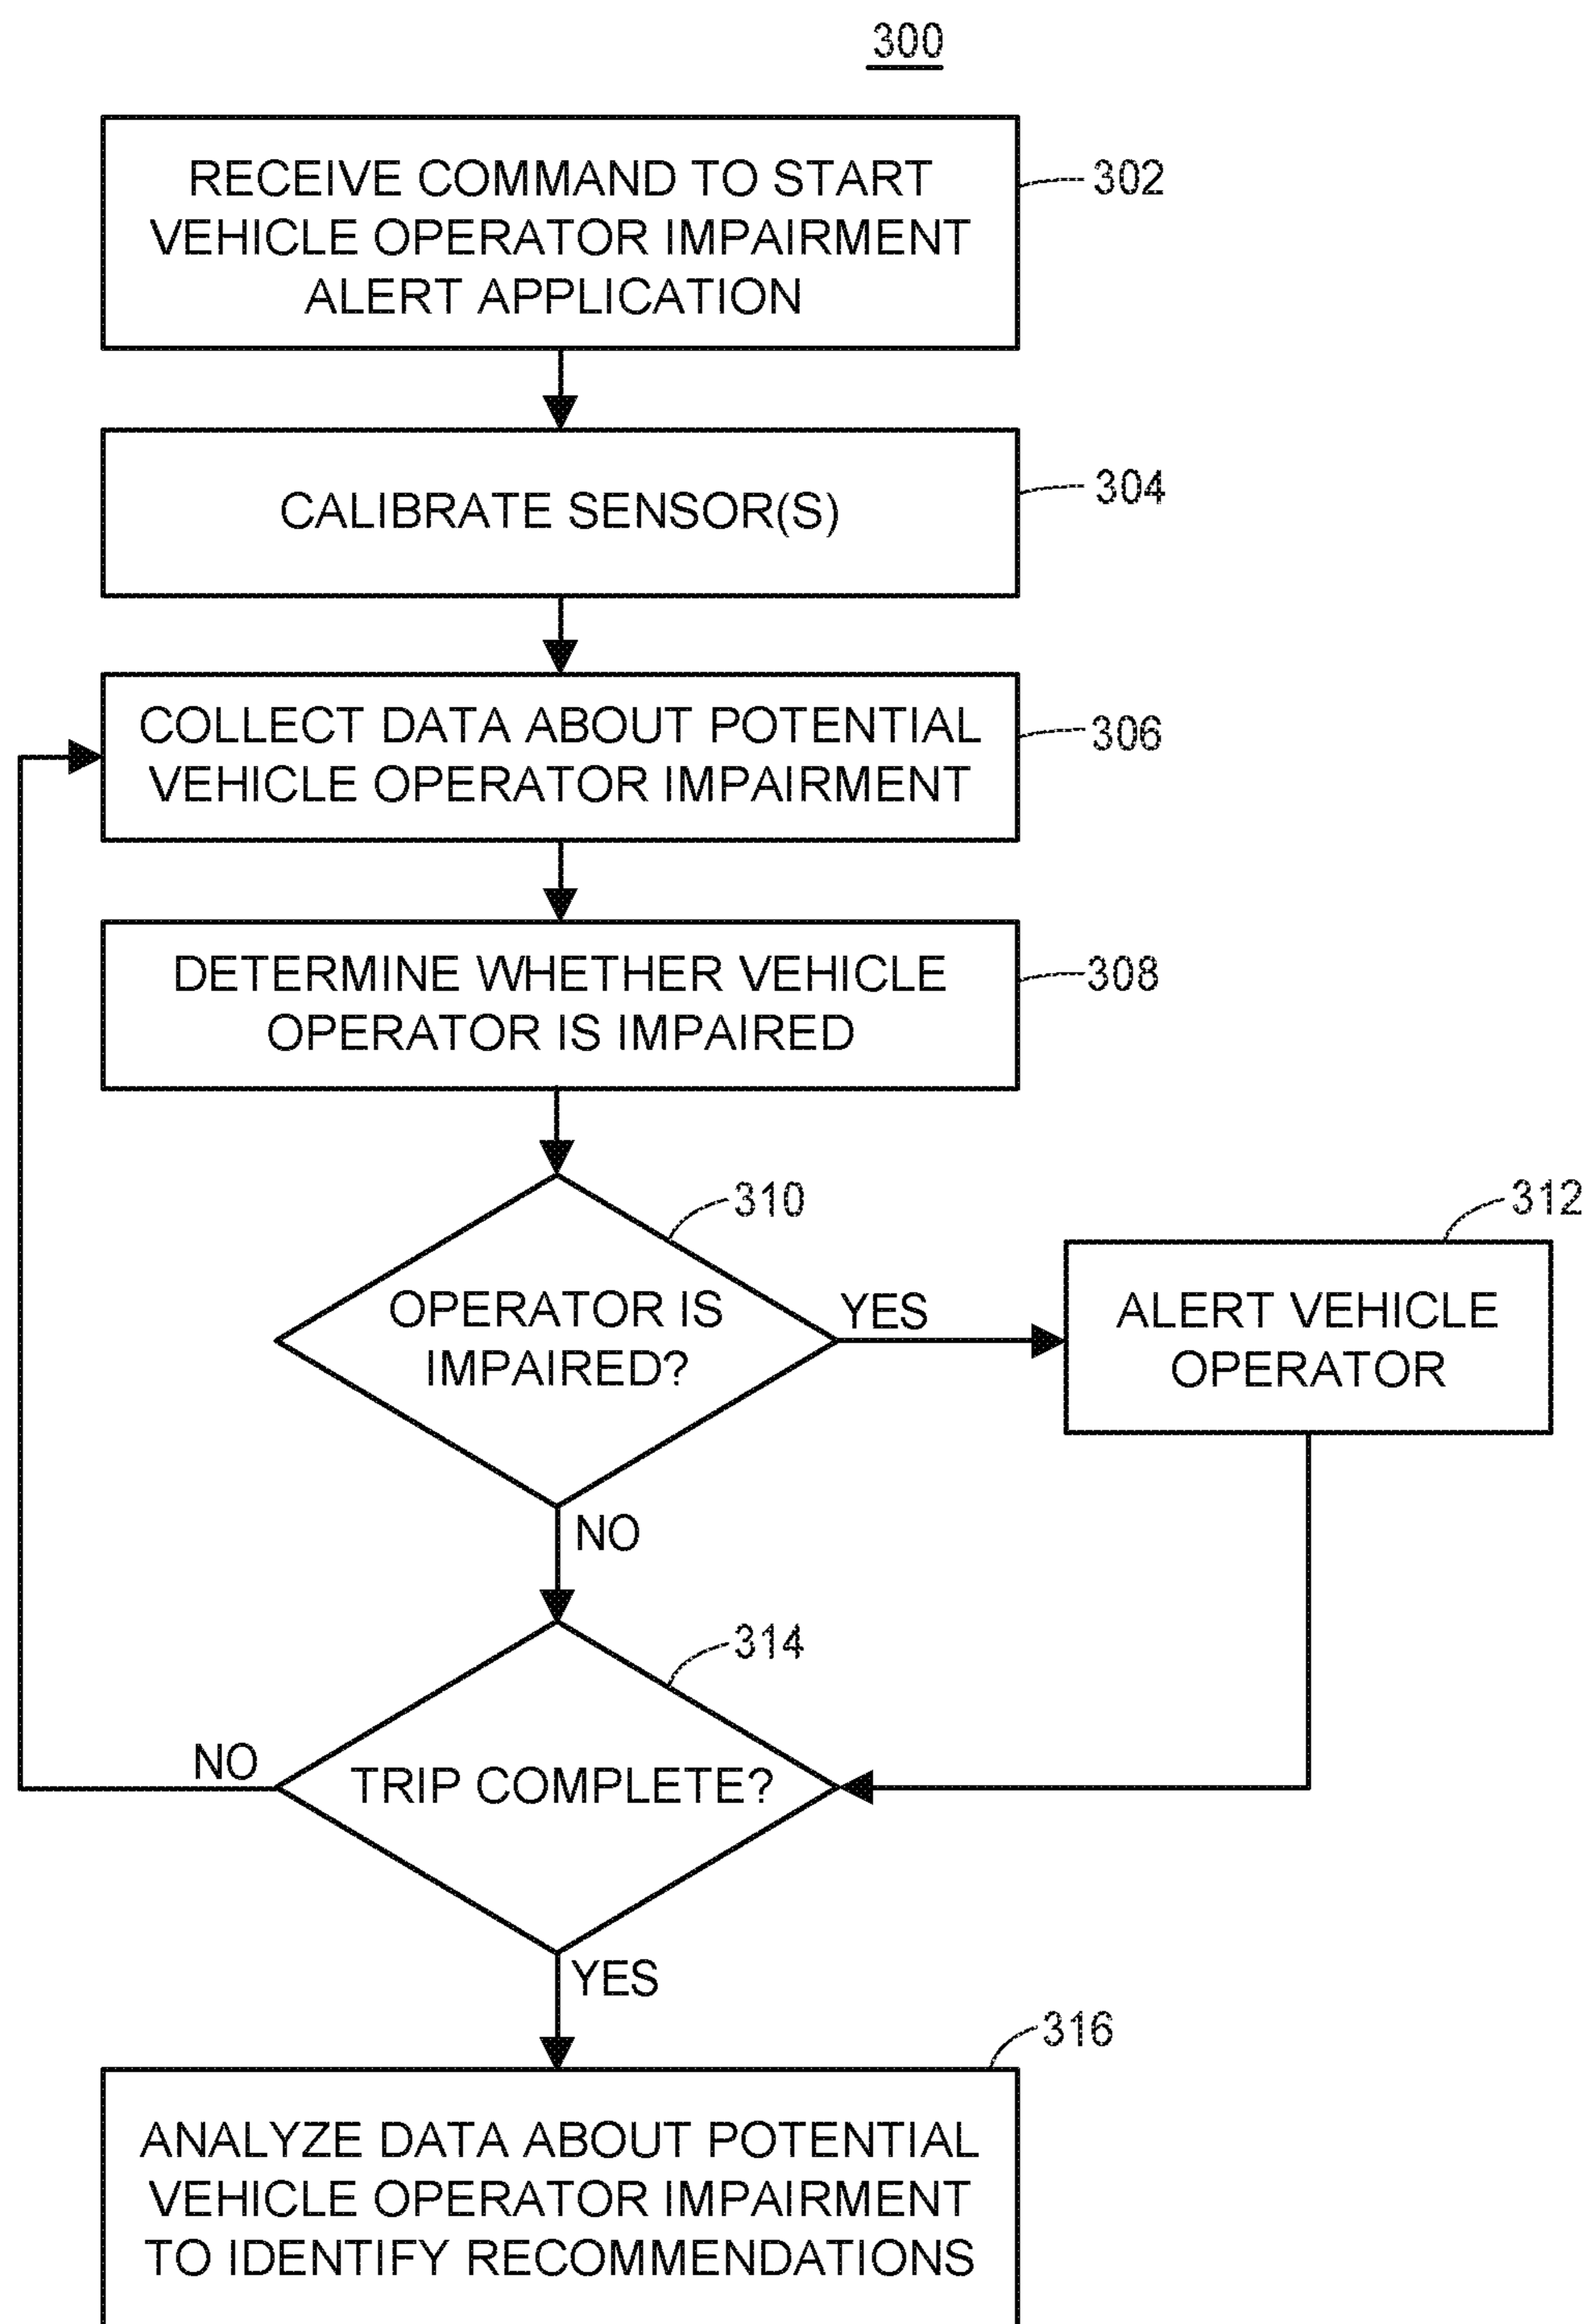 300
RECEIVE COMMAND TO START
VEHICLE OPERATOR IMPAIRMENT
ALERT APPLICATION
302
CALIBRATE SENSOR(S)
304
COLLECT DATA ABOUT POTENTIAL
VEHICLE OPERATOR IMPAIRMENT
306
DETERMINE WHETHER VEHICLE
OPERATOR IS IMPAIRED
308
310
OPERATOR IS
IMPAIRED?
YES
312
ALERT VEHICLE
OPERATOR
NO
314
TRIP COMPLETE?
NO
YES
316
ANALYZE DATA ABOUT POTENTIAL
VEHICLE OPERATOR IMPAIRMENT
TO IDENTIFY RECOMMENDATIONS